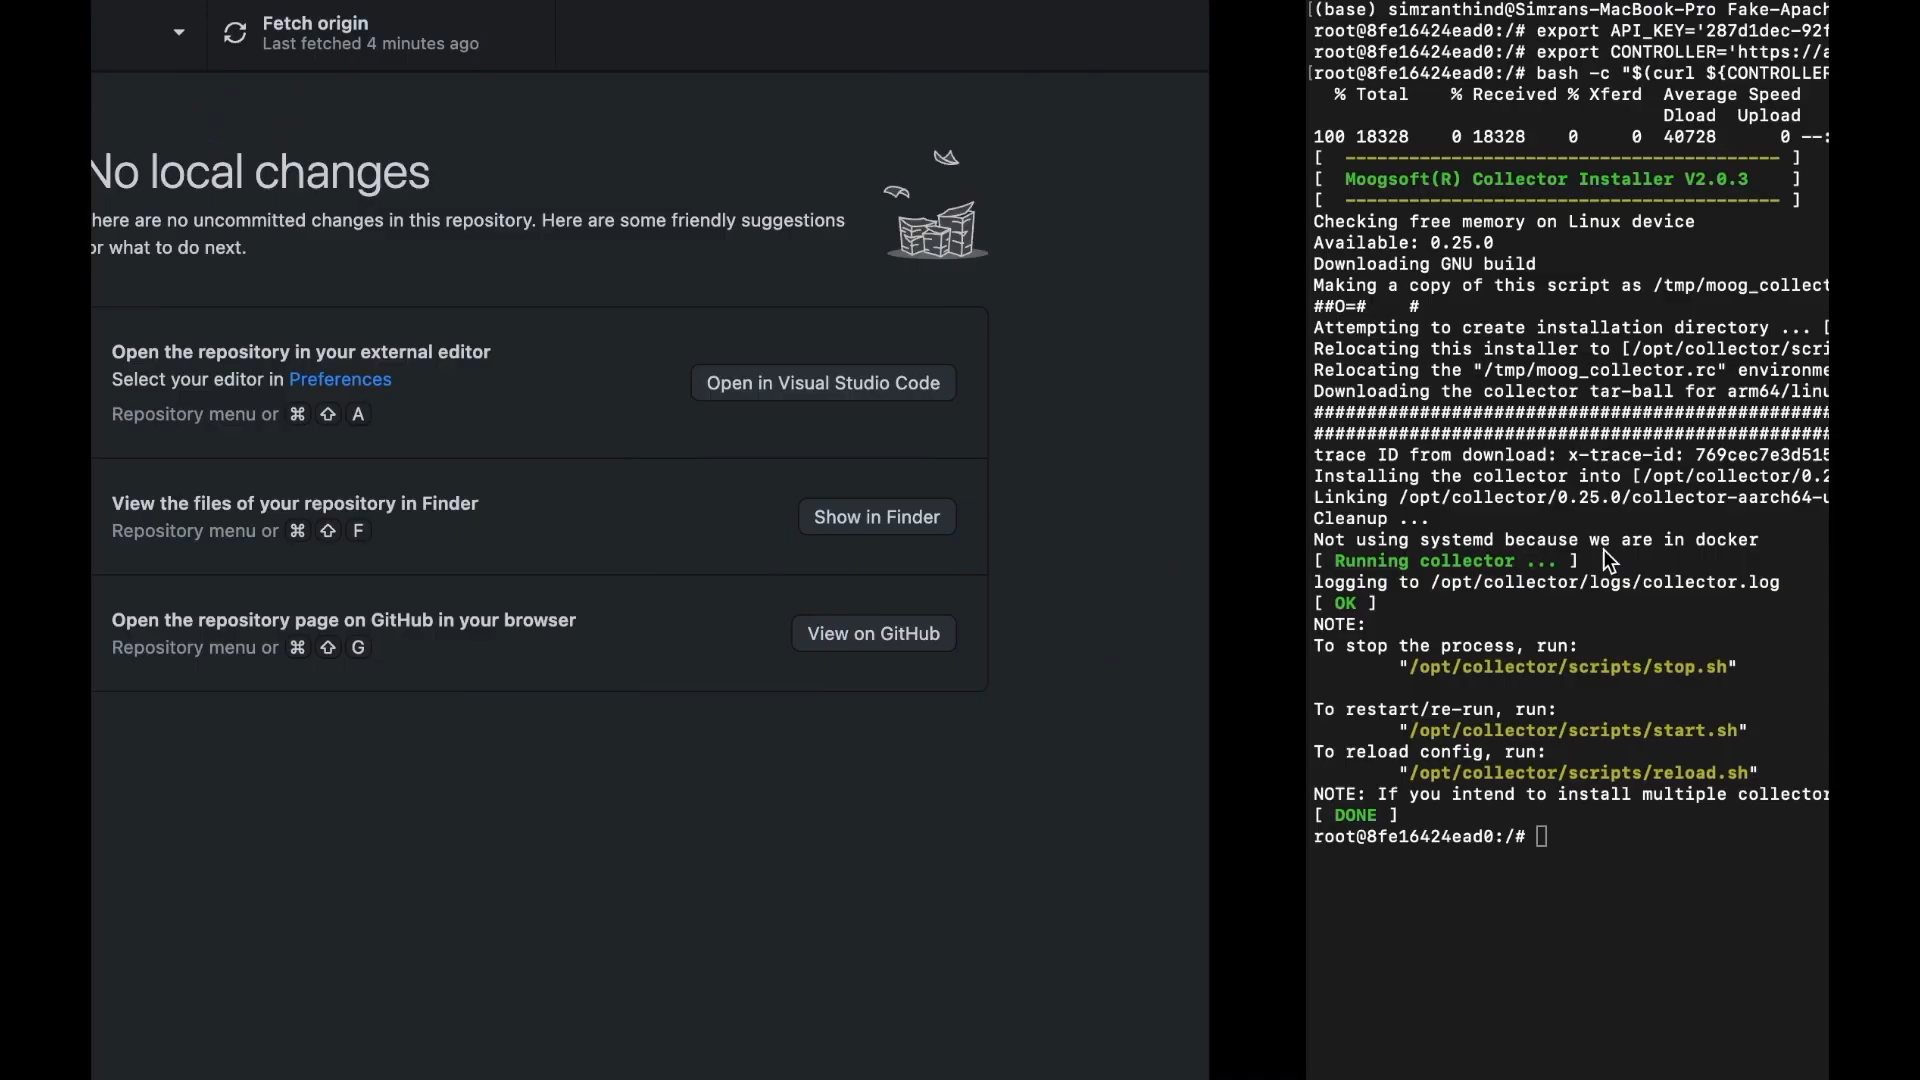 Fetch origin
Last fetched 4 minutes ago
No local changes
here are no uncommitted changes in this repository. Here are some friendly suggestions
or what to do next.
Open the repository in your external editor
Select your editor in Preferences
Repository menu or ⌘ ⇧ A
Open in Visual Studio Code
View the files of your repository in Finder
Repository menu or ⌘ ⇧ F
Show in Finder
Open the repository page on GitHub in your browser
Repository menu or ⌘ ⇧ G
View on GitHub
[(base) simranthind@Simrans-MacBook-Pro Fake-Apach
root@8fe16424ead0:/# export API_KEY='287d1dec-92f
root@8fe16424ead0:/# export CONTROLLER='https://a
[root@8fe16424ead0:/# bash -c "$(curl ${CONTROLLER
% Total % Received % Xferd Average Speed
Dload Upload
100 18328 0 18328 0 0 40728 0 --:
[ ----------------------------------------- ]
[ Moogsoft(R) Collector Installer V2.0.3 ]
[ ----------------------------------------- ]
Checking free memory on Linux device
Available: 0.25.0
Downloading GNU build
Making a copy of this script as /tmp/moog_collect
##O=# #
Attempting to create installation directory ... [
Relocating this installer to [/opt/collector/scri
Relocating the "/tmp/moog_collector.rc" environme
Downloading the collector tar-ball for arm64/linu
#################################################
#################################################
trace ID from download: x-trace-id: 769cec7e3d515
Installing the collector into [/opt/collector/0.2
Linking /opt/collector/0.25.0/collector-aarch64-u
Cleanup ...
Not using systemd because we are in docker
[ Running collector ... ]
logging to /opt/collector/logs/collector.log
[ OK ]
NOTE:
To stop the process, run:
"/opt/collector/scripts/stop.sh"
To restart/re-run, run:
"/opt/collector/scripts/start.sh"
To reload config, run:
"/opt/collector/scripts/reload.sh"
NOTE: If you intend to install multiple collector
[ DONE ]
root@8fe16424ead0:/#